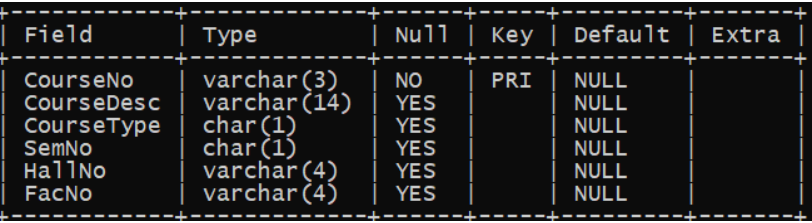 +------------+-------------+------+-----+---------+-------+
| Field      | Type        | Null | Key | Default | Extra |
+------------+-------------+------+-----+---------+-------+
| CourseNo   | varchar(3)  | NO   | PRI | NULL    |       |
| CourseDesc | varchar(14) | YES  |     | NULL    |       |
| CourseType | char(1)     | YES  |     | NULL    |       |
| SemNo      | char(1)     | YES  |     | NULL    |       |
| HallNo     | varchar(4)  | YES  |     | NULL    |       |
| FacNo      | varchar(4)  | YES  |     | NULL    |       |
+------------+-------------+------+-----+---------+-------+